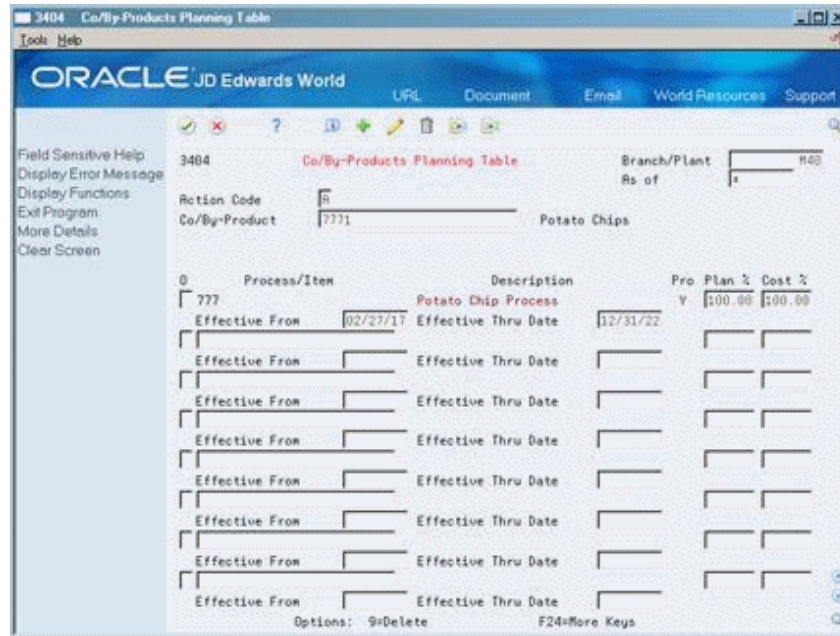 3404 Co/By-Products Planning Table
Tools Help
ORACLE JD Edwards World
URL Document Email World Resources Support
Field Sensitive Help
Display Error Message
Display Functions
Exit Program
More Details
Clear Screen
3404 Co/By-Products Planning Table Branch/Plant M40
As of *
Action Code A
Co/By-Product 7771 Potato Chips
O Process/Item Description Pro Plan % Cost %
777 Potato Chip Process Y 100.00 100.00
Effective From 02/27/17 Effective Thru Date 12/31/22
Effective From Effective Thru Date
Effective From Effective Thru Date
Effective From Effective Thru Date
Effective From Effective Thru Date
Effective From Effective Thru Date
Effective From Effective Thru Date
Effective From Effective Thru Date
Options: 9=Delete F24=More Keys